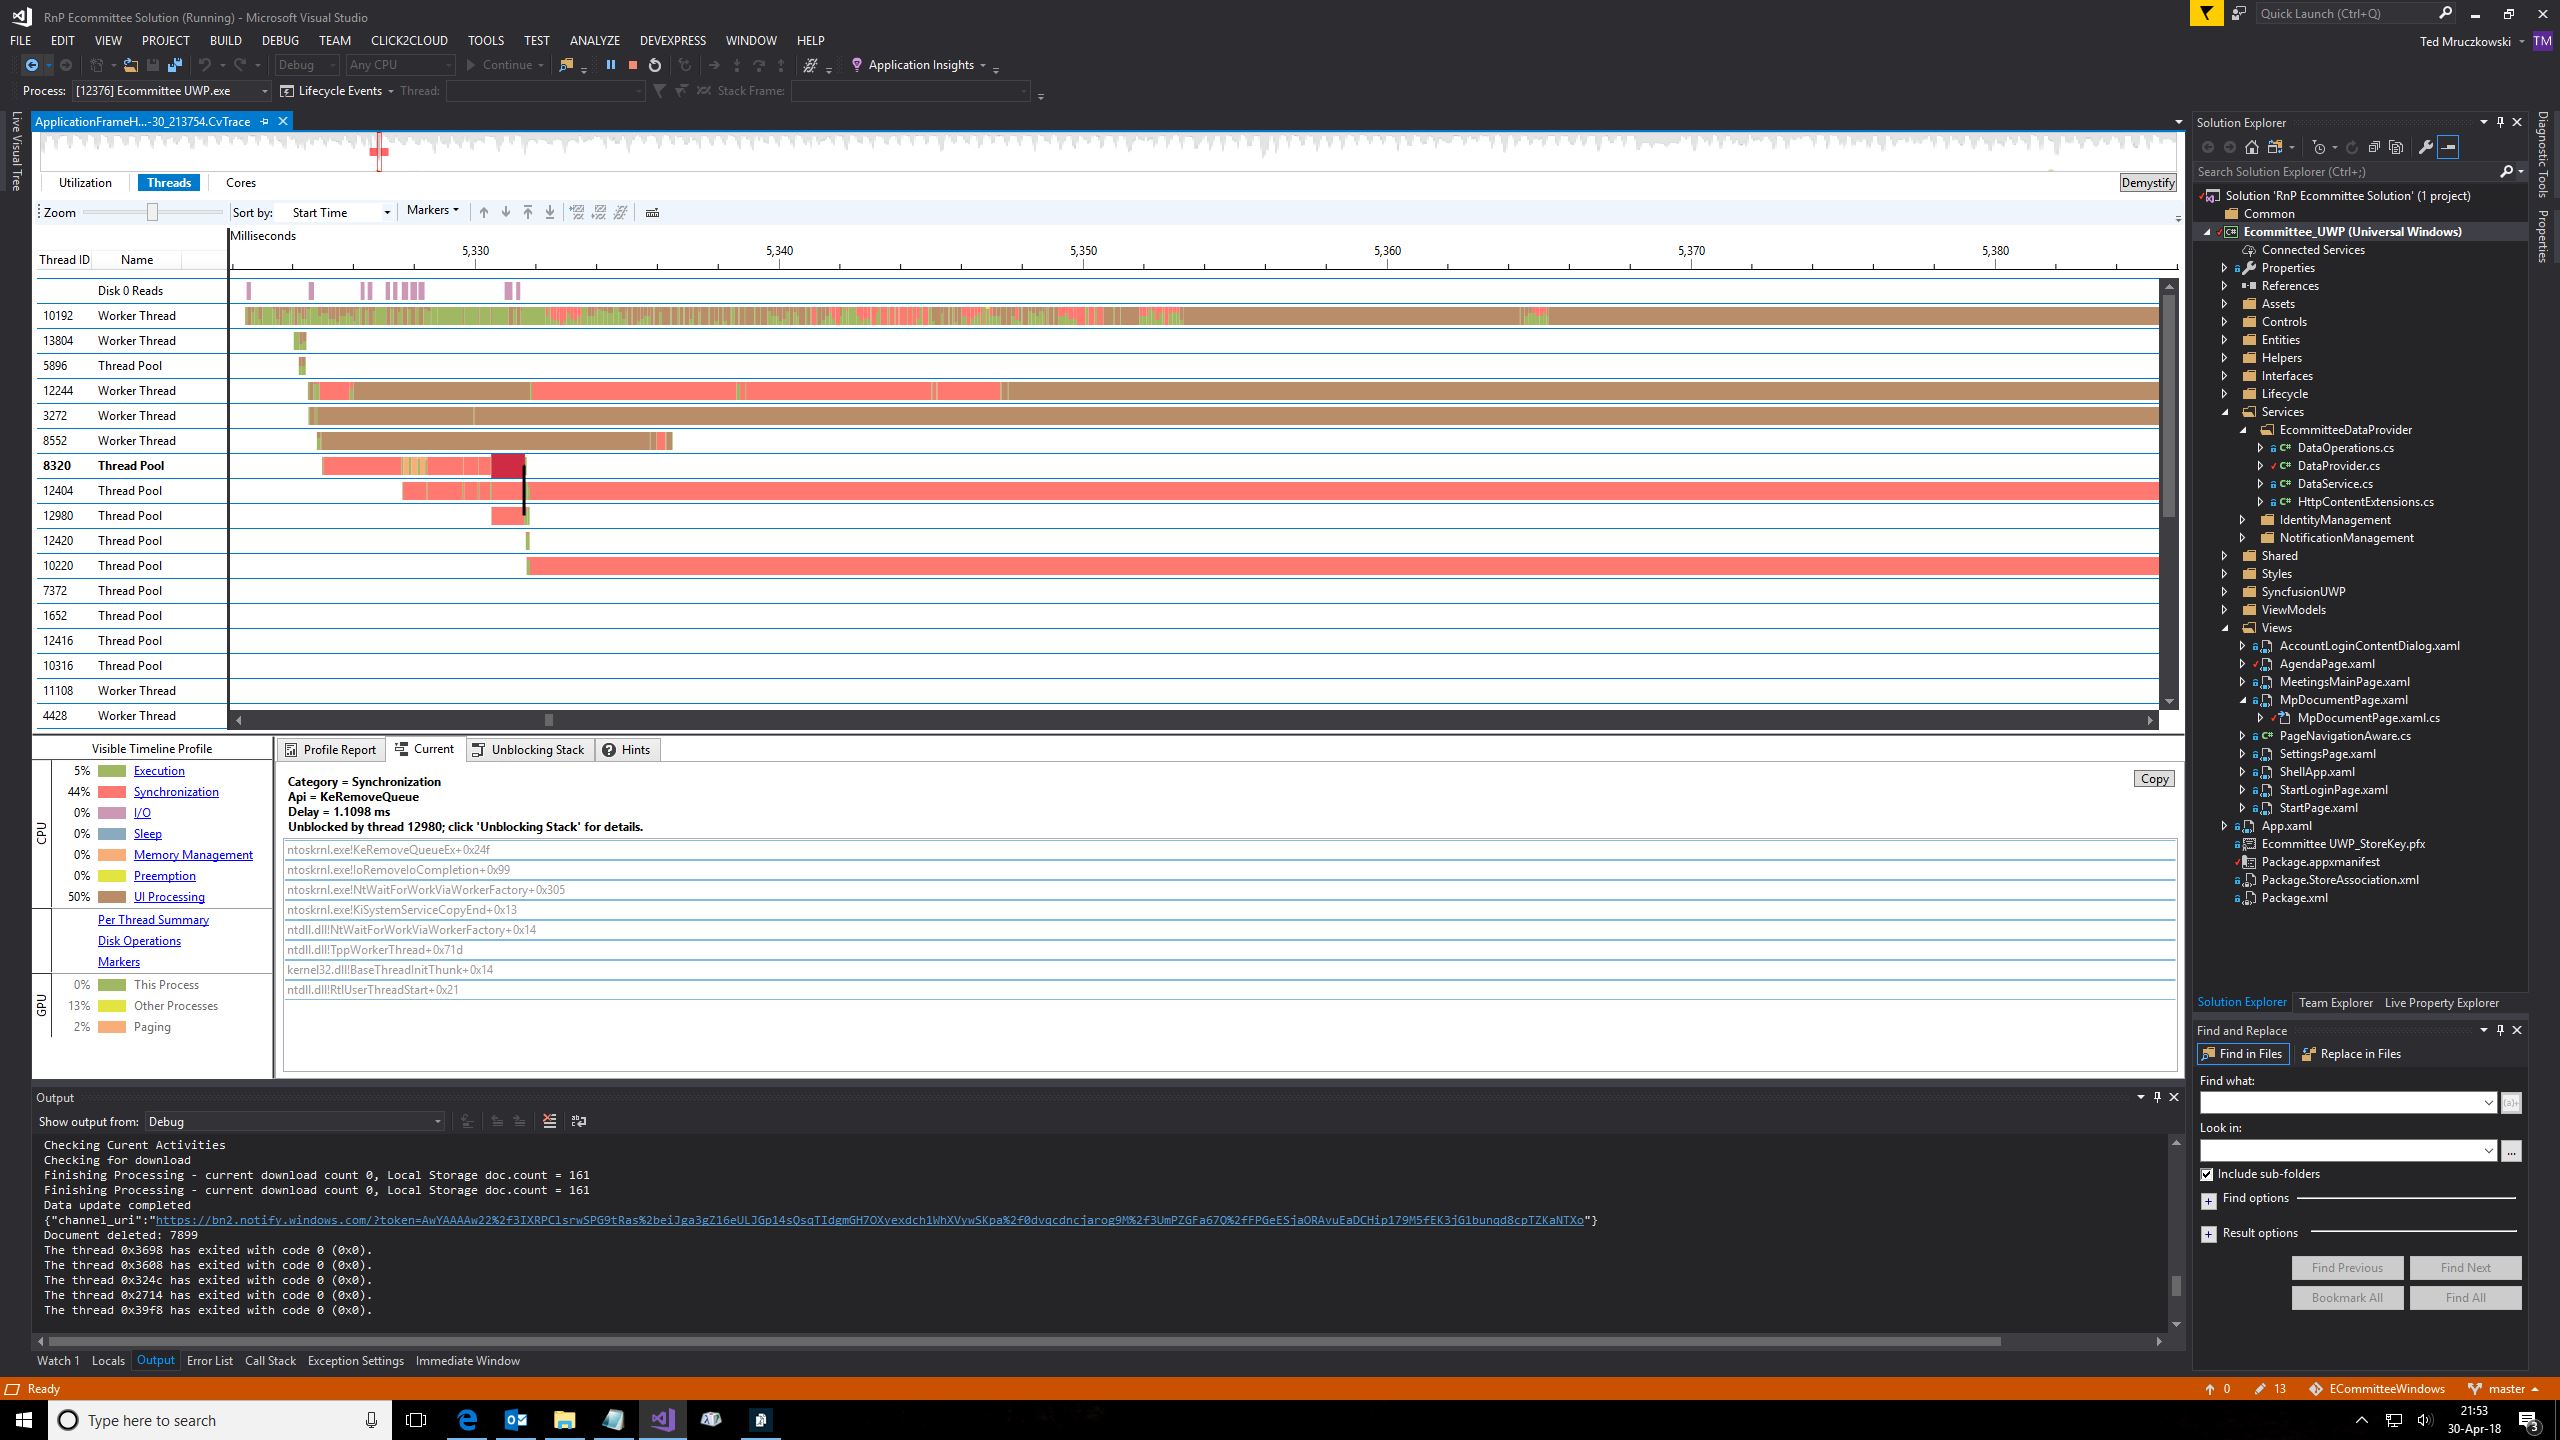 RnP Ecommittee Solution (Running) - Microsoft Visual Studio
Quick Launch (Ctrl+Q)
FILE EDIT VIEW PROJECT BUILD DEBUG TEAM CLICK2CLOUD TOOLS TEST ANALYZE DEVEXPRESS WINDOW HELP
Ted Mruczkowski TM
Debug Any CPU Continue Application Insights
Process: [12376] Ecommittee UWP.exe Lifecycle Events Thread: Stack Frame:
Live Visual Tree
ApplicationFrameH...-30_213754.CvTrace
Utilization Threads Cores
Demystify
Zoom Sort by: Start Time Markers
Milliseconds
5,330 5,340 5,350 5,360 5,370 5,380
Thread ID Name
Disk 0 Reads
10192 Worker Thread
13804 Worker Thread
5896 Thread Pool
12244 Worker Thread
3272 Worker Thread
8552 Worker Thread
8320 Thread Pool
12404 Thread Pool
12980 Thread Pool
12420 Thread Pool
10220 Thread Pool
7372 Thread Pool
1652 Thread Pool
12416 Thread Pool
10316 Thread Pool
11108 Worker Thread
4428 Worker Thread
Visible Timeline Profile
CPU
5% Execution
44% Synchronization
0% I/O
0% Sleep
0% Memory Management
0% Preemption
50% UI Processing
Per Thread Summary
Disk Operations
Markers
GPU
0% This Process
13% Other Processes
2% Paging
Profile Report Current Unblocking Stack Hints
Category = Synchronization
Api = KeRemoveQueue
Delay = 1.1098 ms
Unblocked by thread 12980; click 'Unblocking Stack' for details.
Copy
ntoskrnl.exe!KeRemoveQueueEx+0x24f
ntoskrnl.exe!IoRemoveIoCompletion+0x99
ntoskrnl.exe!NtWaitForWorkViaWorkerFactory+0x305
ntoskrnl.exe!KiSystemServiceCopyEnd+0x13
ntdll.dll!NtWaitForWorkViaWorkerFactory+0x14
ntdll.dll!TppWorkerThread+0x71d
kernel32.dll!BaseThreadInitThunk+0x14
ntdll.dll!RtlUserThreadStart+0x21
Output
Show output from: Debug
Checking Curent Activities
Checking for download
Finishing Processing - current download count 0, Local Storage doc.count = 161
Finishing Processing - current download count 0, Local Storage doc.count = 161
Data update completed
Document deleted: 7899
The thread 0x3698 has exited with code 0 (0x0).
The thread 0x3608 has exited with code 0 (0x0).
The thread 0x324c has exited with code 0 (0x0).
The thread 0x2714 has exited with code 0 (0x0).
The thread 0x39f8 has exited with code 0 (0x0).
Watch 1 Locals Output Error List Call Stack Exception Settings Immediate Window
Solution Explorer
Search Solution Explorer (Ctrl+;)
Solution 'RnP Ecommittee Solution' (1 project)
Common
Ecommittee_UWP (Universal Windows)
Connected Services
Properties
References
Assets
Controls
Entities
Helpers
Interfaces
Lifecycle
Services
EcommitteeDataProvider
DataOperations.cs
DataProvider.cs
DataService.cs
HttpContentExtensions.cs
IdentityManagement
NotificationManagement
Shared
Styles
SyncfusionUWP
ViewModels
Views
AccountLoginContentDialog.xaml
AgendaPage.xaml
MeetingsMainPage.xaml
MpDocumentPage.xaml
MpDocumentPage.xaml.cs
PageNavigationAware.cs
SettingsPage.xaml
ShellApp.xaml
StartLoginPage.xaml
StartPage.xaml
App.xaml
Ecommittee UWP_StoreKey.pfx
Package.appxmanifest
Package.StoreAssociation.xml
Package.xml
Solution Explorer Team Explorer Live Property Explorer
Find and Replace
Find in Files Replace in Files
Find what:
(a)+
Look in:
...
Include sub-folders
Find options
Result options
Find Previous Find Next
Bookmark All Find All
Diagnostic Tools
Properties
Ready
0 13 ECommitteeWindows master
Type here to search
21:53
30-Apr-18
3